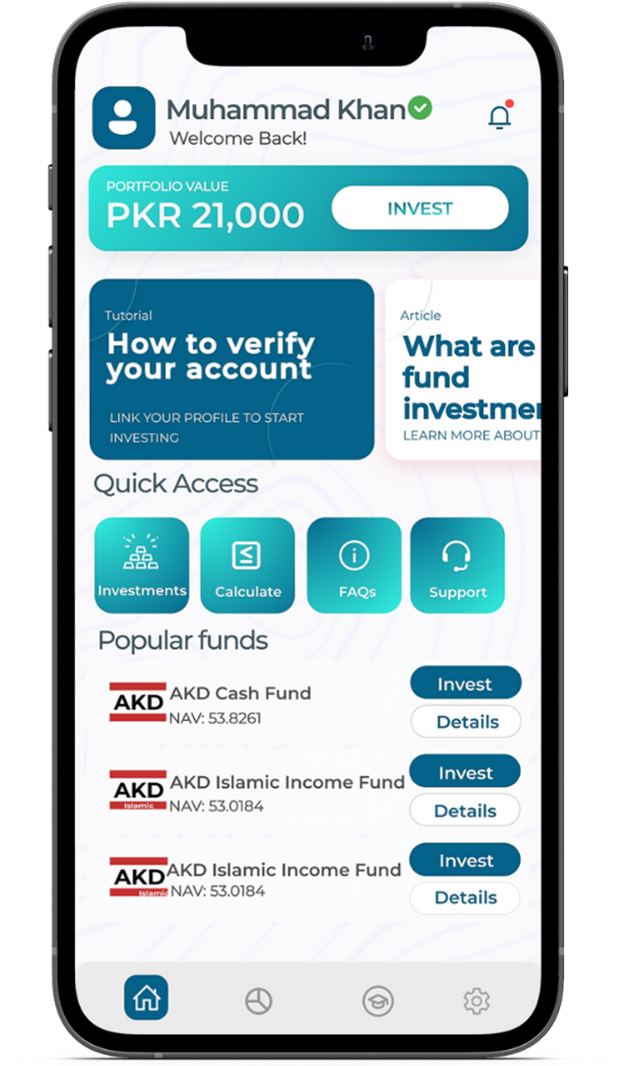 Muhammad Khan
Welcome Back!
PORTFOLIO VALUE
PKR 21,000
INVEST
Tutorial
How to verify
your account
LINK YOUR PROFILE TO START
INVESTING
Article
What are
fund
investmen
LEARN MORE ABOUT
Quick Access
Investments
Calculate
FAQs
Support
Popular funds
AKD
AKD Cash Fund
NAV: 53.8261
Invest
Details
AKD
Islamic
AKD Islamic Income Fund
NAV: 53.0184
Invest
Details
AKD
Islamic
AKD Islamic Income Fund
NAV: 53.0184
Invest
Details